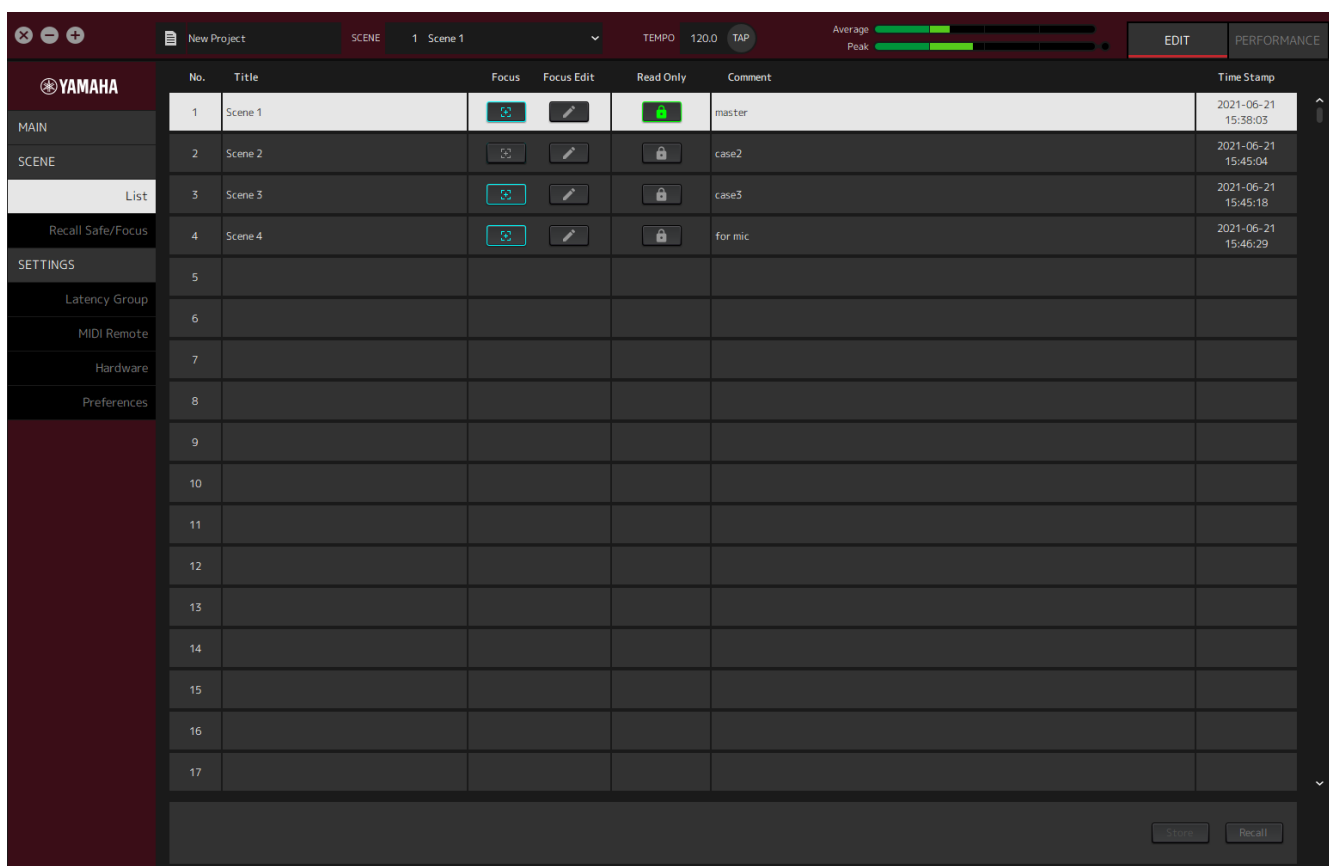 New Project SCENE 1 Scene 1 TEMPO 120.0 TAP Average EDIT PERFORMANCE
Peak
YAMAHA No. Title Focus Focus Edit Read Only Comment Time Stamp
1 Scene 1 master 2021-06-21
15:38:03
MAIN
2 Scene 2 case2 2021-06-21
15:45:04
SCENE
List 3 Scene 3 case3 2021-06-21
15:45:18
Recall Safe/Focus 4 Scene 4 for mic 2021-06-21
15:46:29
SETTINGS
5
Latency Group
6
MIDI Remote
7
Hardware
8
Preferences
9
10
11
12
13
14
15
16
17
Store Recall